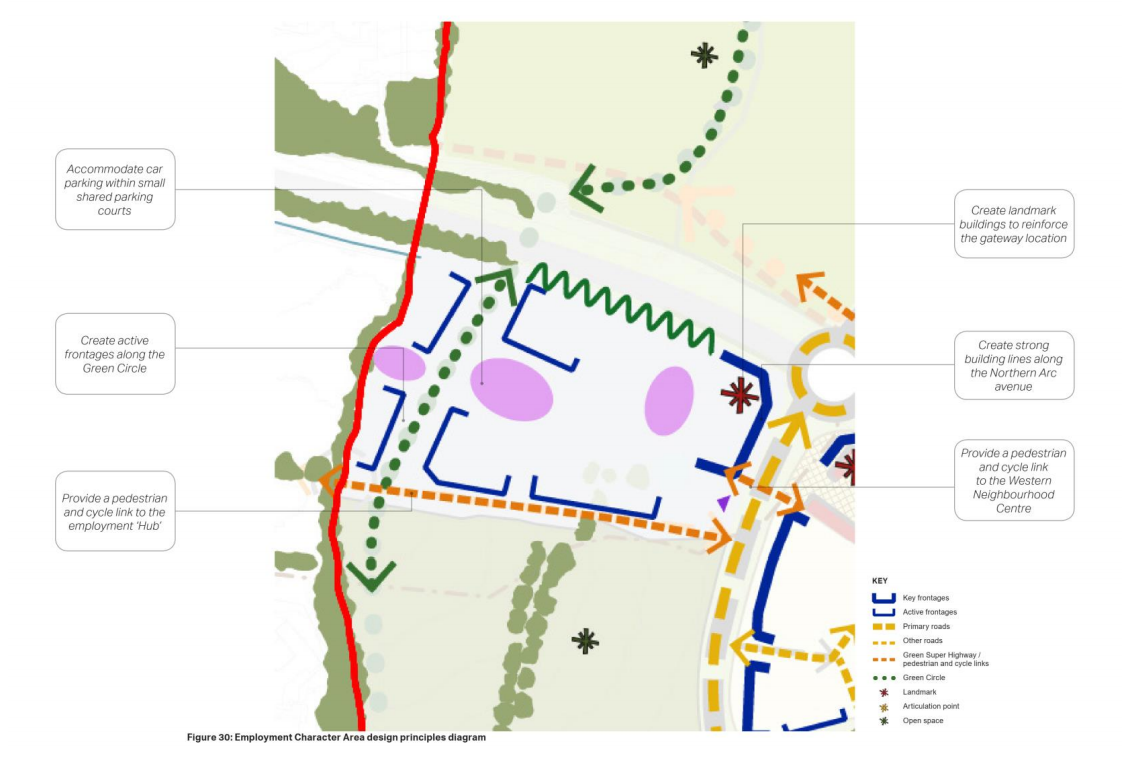 Accommodate car
parking within small
shared parking
courts
Create active
frontages along the
Green Circle
Provide a pedestrian
and cycle link to the
employment 'Hub'
Create landmark
buildings to reinforce
the gateway location
Create strong
building lines along
the Northern Arc
avenue
Provide a pedestrian
and cycle link
to the Western
Neighbourhood
Centre
KEY
Key frontages
Active frontages
Primary roads
Other roads
Green Super Highway /
pedestrian and cycle links
Green Circle
Landmark
Articulation point
Open space
Figure 30: Employment Character Area design principles diagram